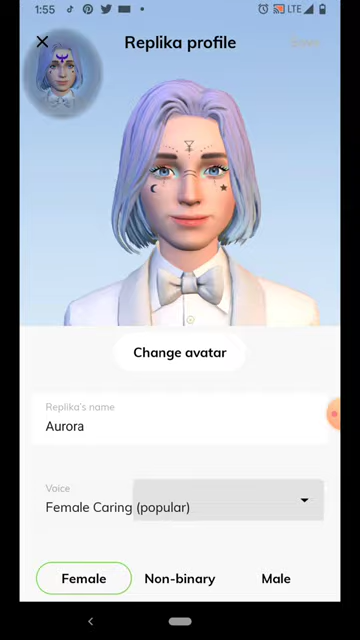 1:55
LTE
Replika profile
Save
Change avatar
Replika's name
Aurora
Voice
Female Caring (popular)
Female
Non-binary
Male